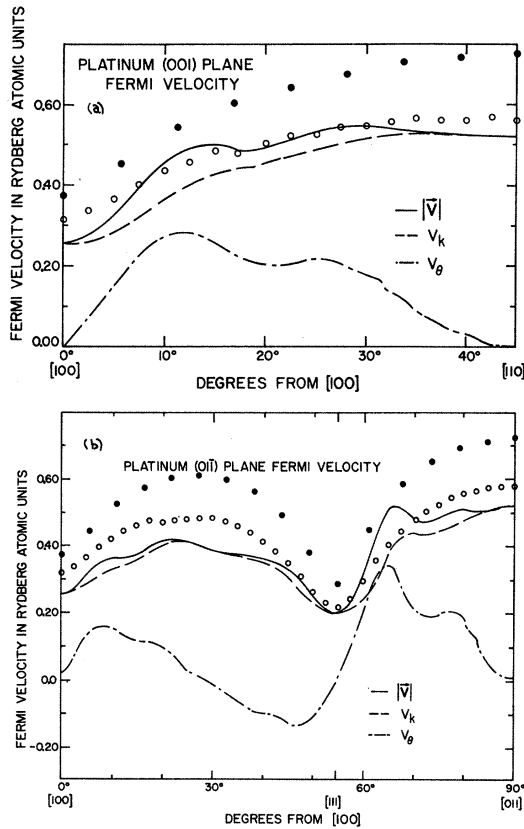 PLATINUM (001) PLANE
FERMI VELOCITY
(a)
FERMI VELOCITY IN RYDBERG ATOMIC UNITS
0,60
0,40
0,20
0,00
|V⃗|
V_k
V_θ
0° 10° 20° 30° 40°
[100] [110]
DEGREES FROM [100]
(b)
PLATINUM (01Ī) PLANE FERMI VELOCITY
FERMI VELOCITY IN RYDBERG ATOMIC UNITS
0,60
0,40
0,20
0,0
-0,20
|V⃗|
V_k
V_θ
0° 30° 60° 90°
[100] [111] [011]
DEGREES FROM [100]